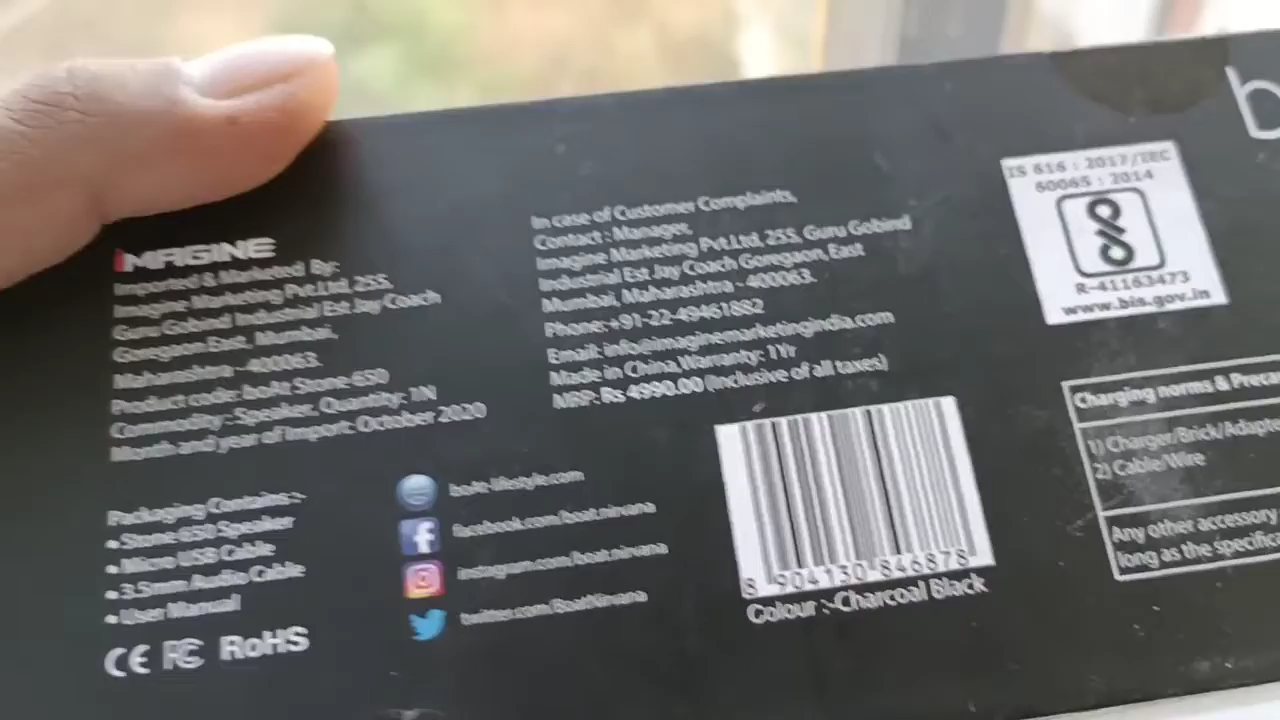 IMAGINE
Imported & Marketed By:
Imagine Marketing Pvt.Ltd, 255,
Guru Gobind Industrial Est Jay Coach
Goregaon East, Mumbai,
Maharashtra - 400063.
Product code: boAt Stone 650
Commodity : Speaker, Quantity: 1N
Month and year of Import: October 2020
Packaging Contains:-
• Stone 650 Speaker
• Micro USB Cable
• 3.5mm Audio Cable
• User Manual
CE FC RoHS
boAt-lifestyle.com
facebook.com/boat.nirvana
instagram.com/boat.nirvana
twitter.com/BoatNirvana
In case of Customer Complaints,
Contact : Manager,
Imagine Marketing Pvt.Ltd, 255, Guru Gobind
Industrial Est Jay Coach Goregaon, East
Mumbai, Maharashtra - 400063.
Phone:+91-22-49461882
Email: info@imaginemarketingindia.com
Made in China,Warranty: 1Yr
MRP: Rs 4990.00 (Inclusive of all taxes)
8 904130 846878
Colour :-Charcoal Black
b
IS 616 : 2017/IEC
60065 : 2014
R-41163473
www.bis.gov.in
Charging norms & Preca
1) Charger/Brick/Adapte
2) Cable/Wire
Any other accessory
long as the specifica